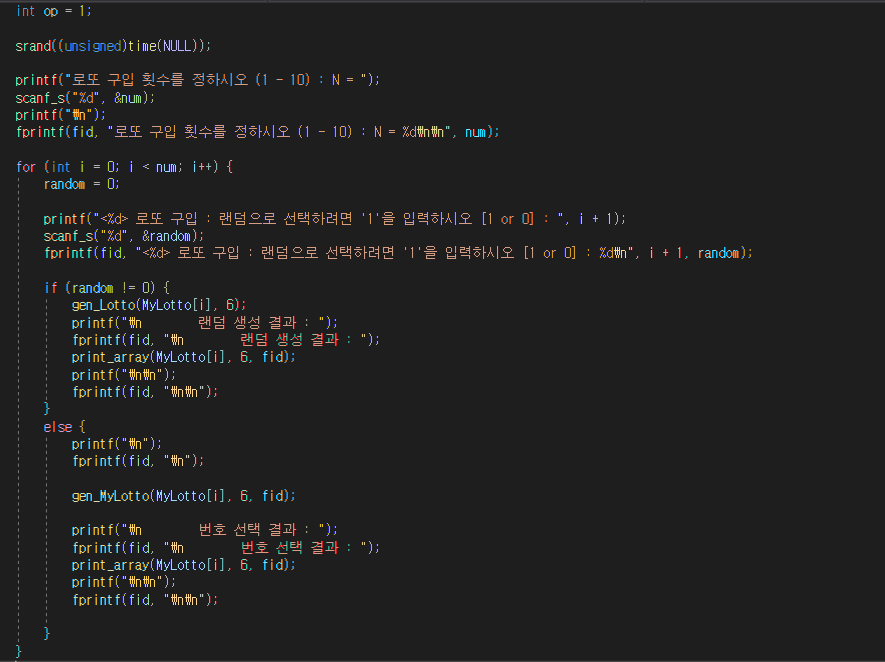 int op = 1;
srand((unsigned)time(NULL));
printf("로또 구입 횟수를 정하시오 (1 - 10) : N = ");
scanf_s("%d", &num);
printf("₩n");
fprintf(fid, "로또 구입 횟수를 정하시오 (1 - 10) : N = %d₩n₩n", num);
for (int i = 0; i < num; i++) {
random = 0;
printf("<%d> 로또 구입 : 랜덤으로 선택하려면 '1'을 입력하시오 [1 or 0] : ", i + 1);
scanf_s("%d", &random);
fprintf(fid, "<%d> 로또 구입 : 랜덤으로 선택하려면 '1'을 입력하시오 [1 or 0] : %d₩n", i + 1, random);
if (random != 0) {
gen_Lotto(MyLotto[i], 6);
printf("₩n        랜덤 생성 결과 : ");
fprintf(fid, "₩n        랜덤 생성 결과 : ");
print_array(MyLotto[i], 6, fid);
printf("₩n₩n");
fprintf(fid, "₩n₩n");
}
else {
printf("₩n");
fprintf(fid, "₩n");
gen_MyLotto(MyLotto[i], 6, fid);
printf("₩n        번호 선택 결과 : ");
fprintf(fid, "₩n        번호 선택 결과 : ");
print_array(MyLotto[i], 6, fid);
printf("₩n₩n");
fprintf(fid, "₩n₩n");
}
}